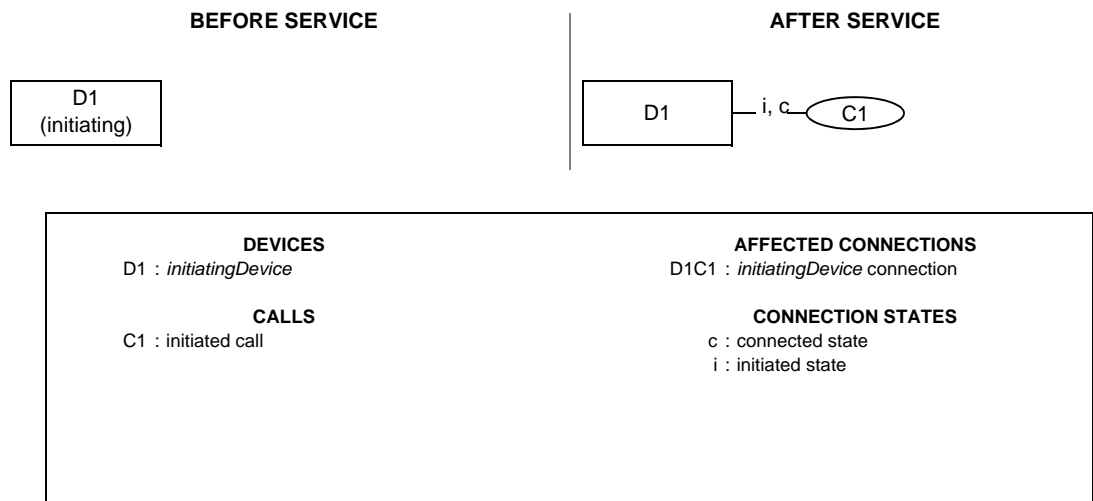 BEFORE SERVICE
AFTER SERVICE
D1
(initiating)
D1
i, c
C1
DEVICES
D1 : initiatingDevice
CALLS
C1 : initiated call
AFFECTED CONNECTIONS
D1C1 : initiatingDevice connection
CONNECTION STATES
c : connected state
i : initiated state